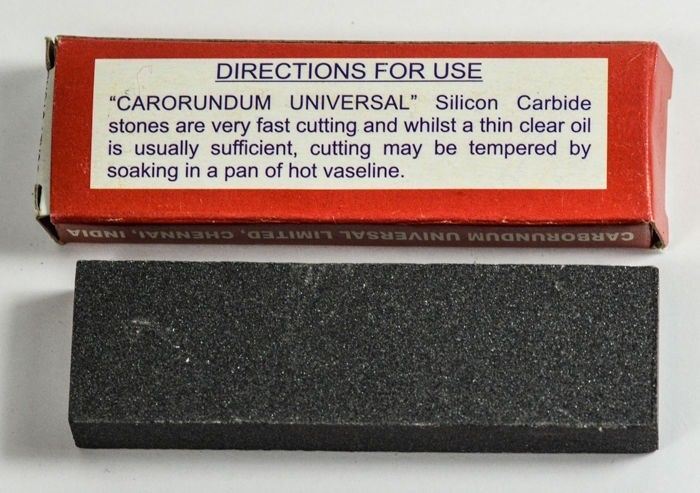 DIRECTIONS FOR USE
“CARORUNDUM UNIVERSAL” Silicon Carbide
stones are very fast cutting and whilst a thin clear oil
is usually sufficient, cutting may be tempered by
soaking in a pan of hot vaseline.
CARBORUNDUM UNIVERSAL LIMITED, CHENNAI, INDIA